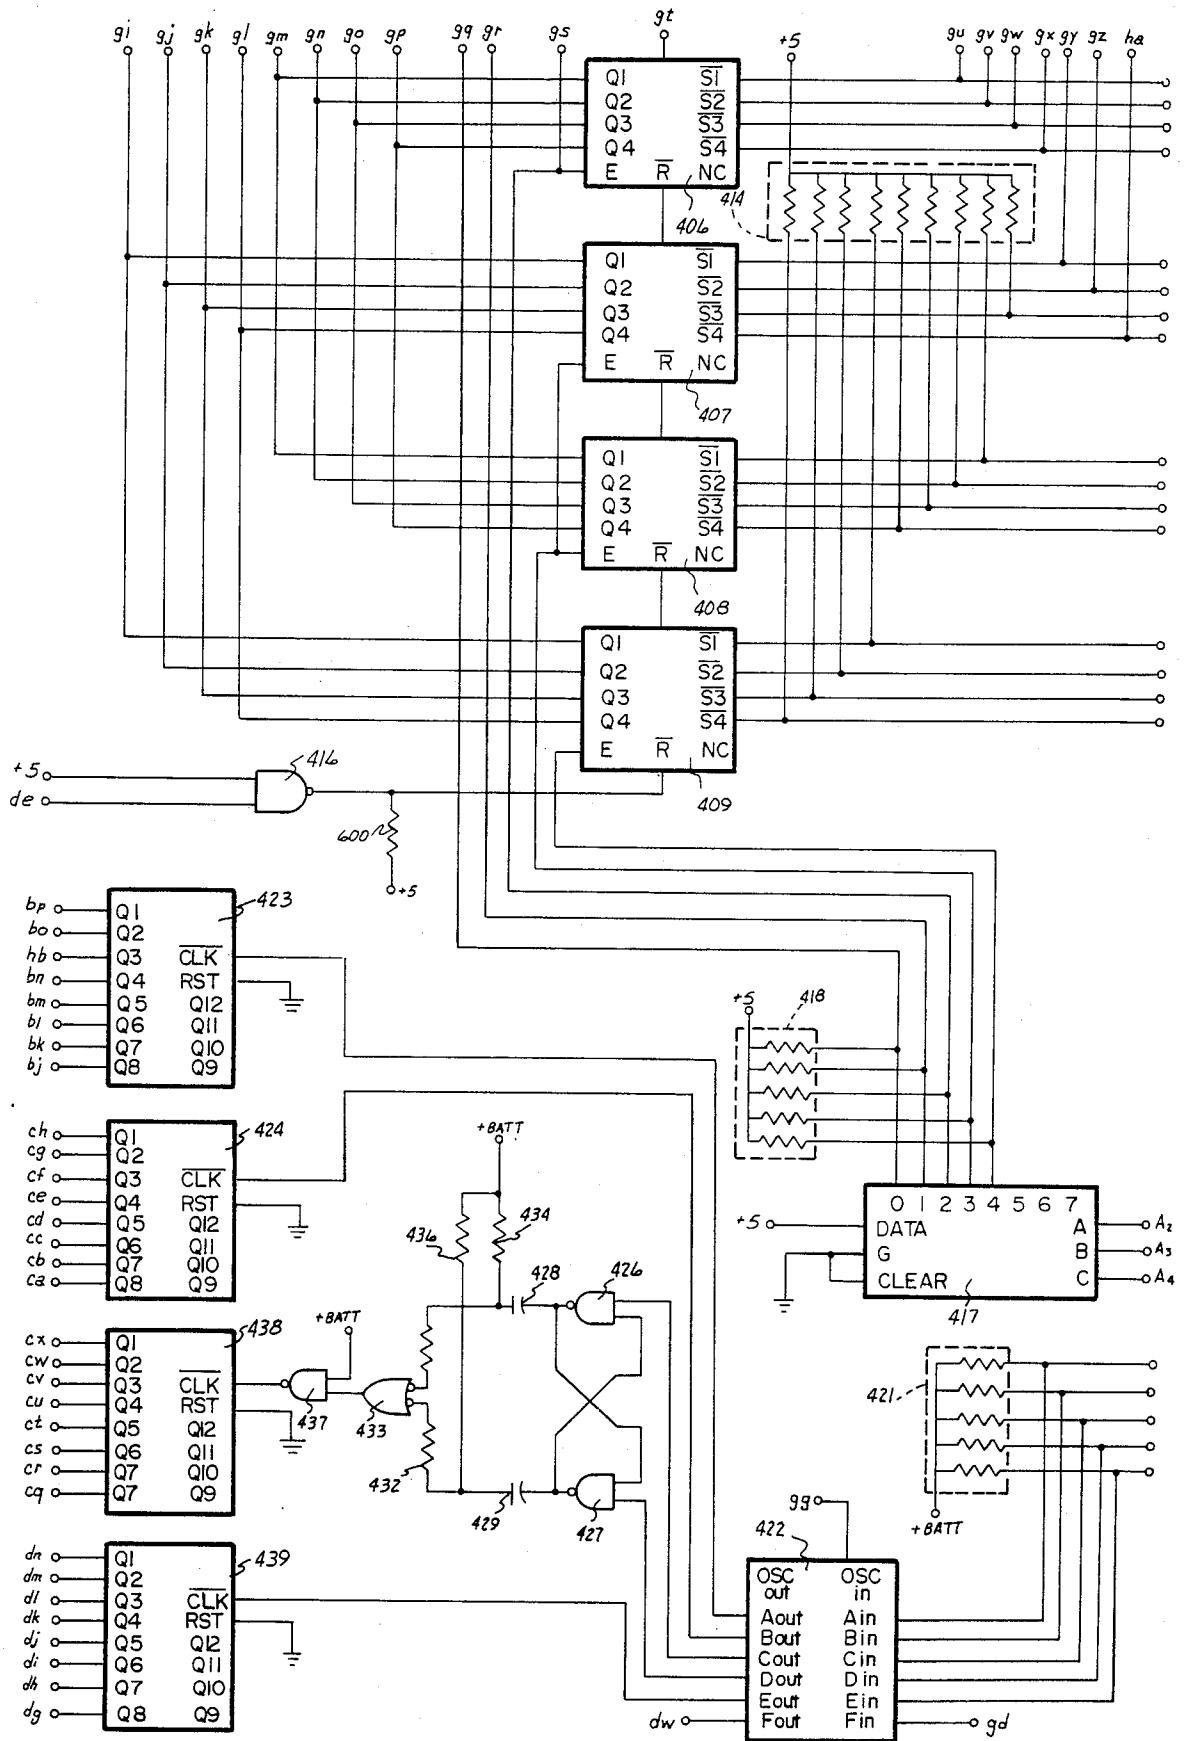 gi gj gk gl gm gn go gp gq gr gs gt +5 gu gv gw gx gy gz ha
Q1 S1
Q2 S2
Q3 S3
Q4 S4
E R NC
406
414
Q1 S1
Q2 S2
Q3 S3
Q4 S4
E R NC
407
Q1 S1
Q2 S2
Q3 S3
Q4 S4
E R NC
408
Q1 S1
Q2 S2
Q3 S3
Q4 S4
E R NC
409
+5
de
416
600
+5
423
bp Q1
bo Q2
hb Q3 CLK
bn Q4 RST
bm Q5 Q12
bl Q6 Q11
bk Q7 Q10
bj Q8 Q9
+5
418
424
ch Q1
cg Q2
cf Q3 CLK
ce Q4 RST
cd Q5 Q12
cc Q6 Q11
cb Q7 Q10
ca Q8 Q9
+BATT
436
434
428
426
0 1 2 3 4 5 6 7
+5 DATA A A2
G B A3
CLEAR C A4
417
438
cx Q1
cw Q2
cv Q3 CLK
cu Q4 RST
ct Q5 Q12
cs Q6 Q11
cr Q7 Q10
cq Q7 Q9
+BATT
437
433
432
429
427
421
+BATT
439
dn Q1
dm Q2
dl Q3 CLK
dk Q4 RST
dj Q5 Q12
di Q6 Q11
dh Q7 Q10
dg Q8 Q9
gg
422
OSC out OSC in
Aout Ain
Bout Bin
Cout Cin
Dout Din
Eout Ein
dw Fout Fin gd